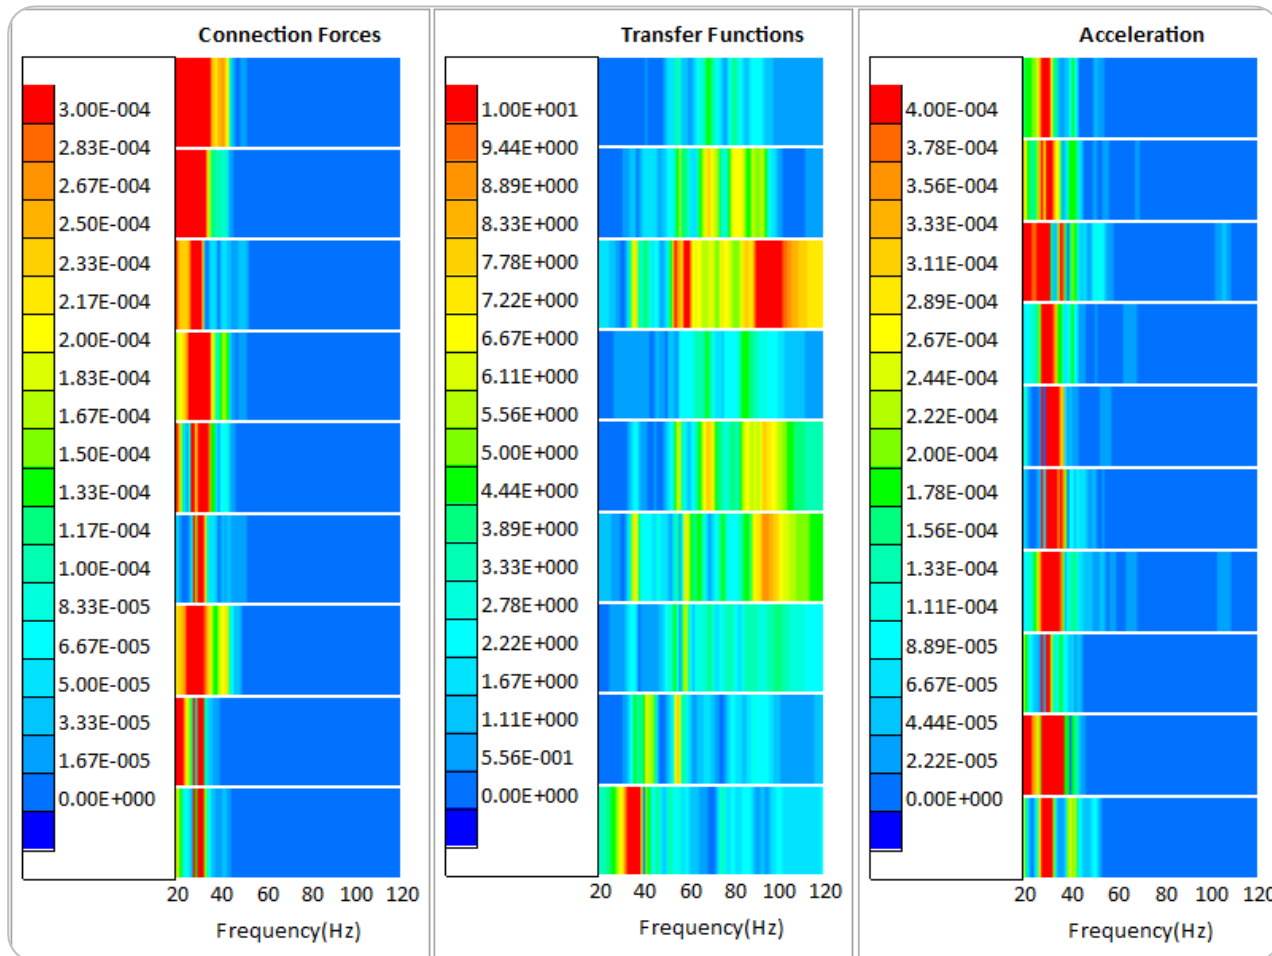 Connection Forces
3.00E-004
2.83E-004
2.67E-004
2.50E-004
2.33E-004
2.17E-004
2.00E-004
1.83E-004
1.67E-004
1.50E-004
1.33E-004
1.17E-004
1.00E-004
8.33E-005
6.67E-005
5.00E-005
3.33E-005
1.67E-005
0.00E+000
20 40 60 80 100 120
Frequency(Hz)
Transfer Functions
1.00E+001
9.44E+000
8.89E+000
8.33E+000
7.78E+000
7.22E+000
6.67E+000
6.11E+000
5.56E+000
5.00E+000
4.44E+000
3.89E+000
3.33E+000
2.78E+000
2.22E+000
1.67E+000
1.11E+000
5.56E-001
0.00E+000
20 40 60 80 100 120
Frequency(Hz)
Acceleration
4.00E-004
3.78E-004
3.56E-004
3.33E-004
3.11E-004
2.89E-004
2.67E-004
2.44E-004
2.22E-004
2.00E-004
1.78E-004
1.56E-004
1.33E-004
1.11E-004
8.89E-005
6.67E-005
4.44E-005
2.22E-005
0.00E+000
20 40 60 80 100 120
Frequency(Hz)